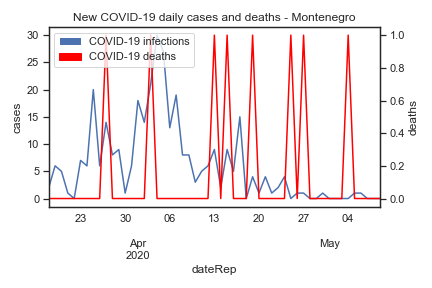 New COVID-19 daily cases and deaths - Montenegro
COVID-19 infections
COVID-19 deaths
30
25
20
15
10
5
0
cases
1.0
0.8
0.6
0.4
0.2
0.0
deaths
23 30 06 13 20 27 04
Apr May
2020
dateRep